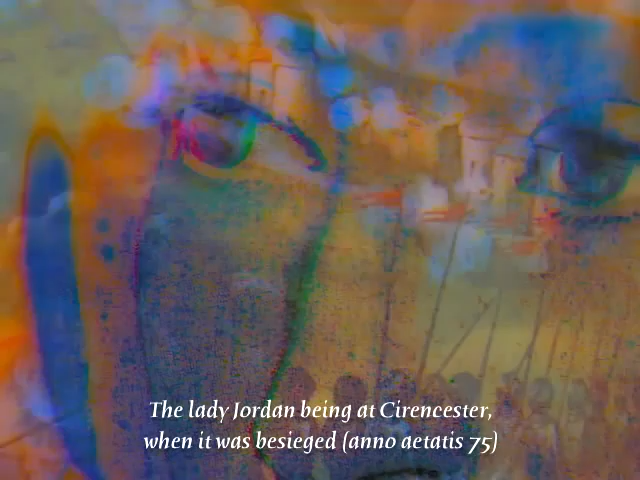 The lady Jordan being at Cirencester,
when it was besieged (anno aetatis 75)